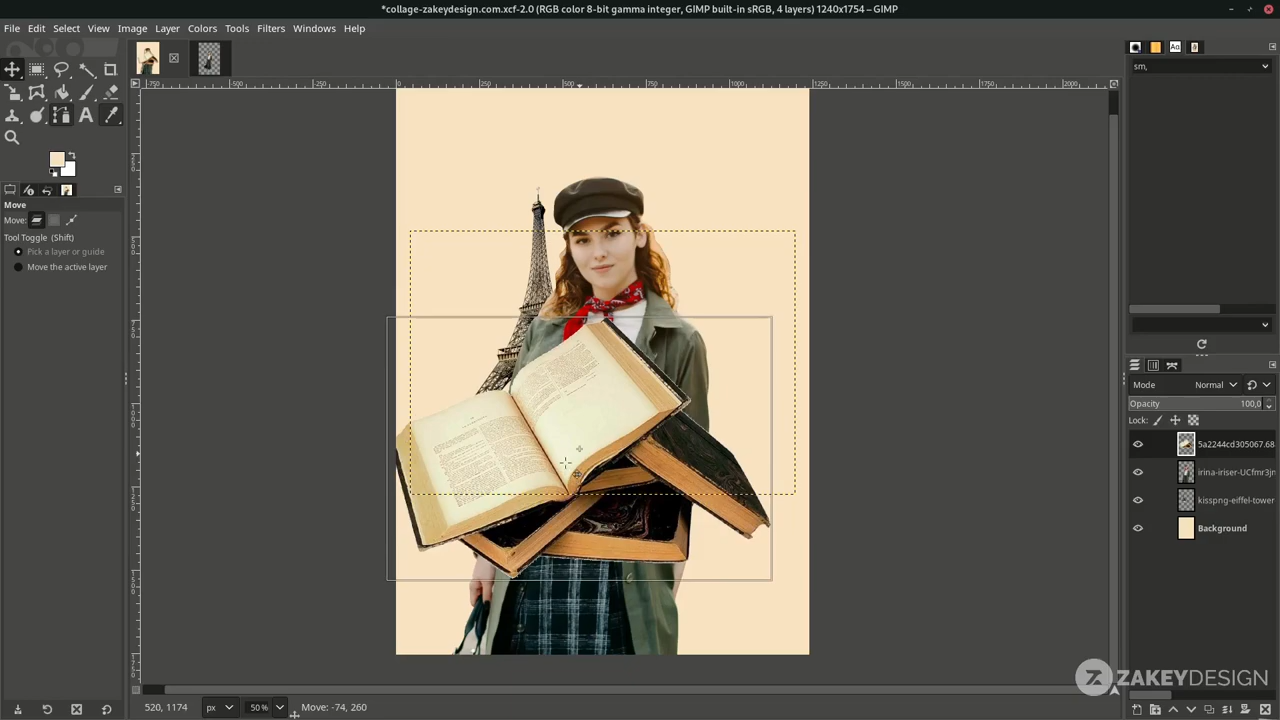 *collage-zakeydesign.com.xcf-2.0 (RGB color 8-bit gamma integer, GIMP built-in sRGB, 4 layers) 1240x1754 – GIMP
File Edit Select View Image Layer Colors Tools Filters Windows Help
Aa
sm,
A
Move
Move:
Tool Toggle (Shift)
Pick a layer or guide
Move the active layer
Mode Normal
Opacity 100,0
Lock:
5a2244cd305067.68
irina-iriser-UCfmr3jn
kisspng-eiffel-tower
Background
520, 1174 px 50 % Move: -74, 260
Z ZAKEYDESIGN